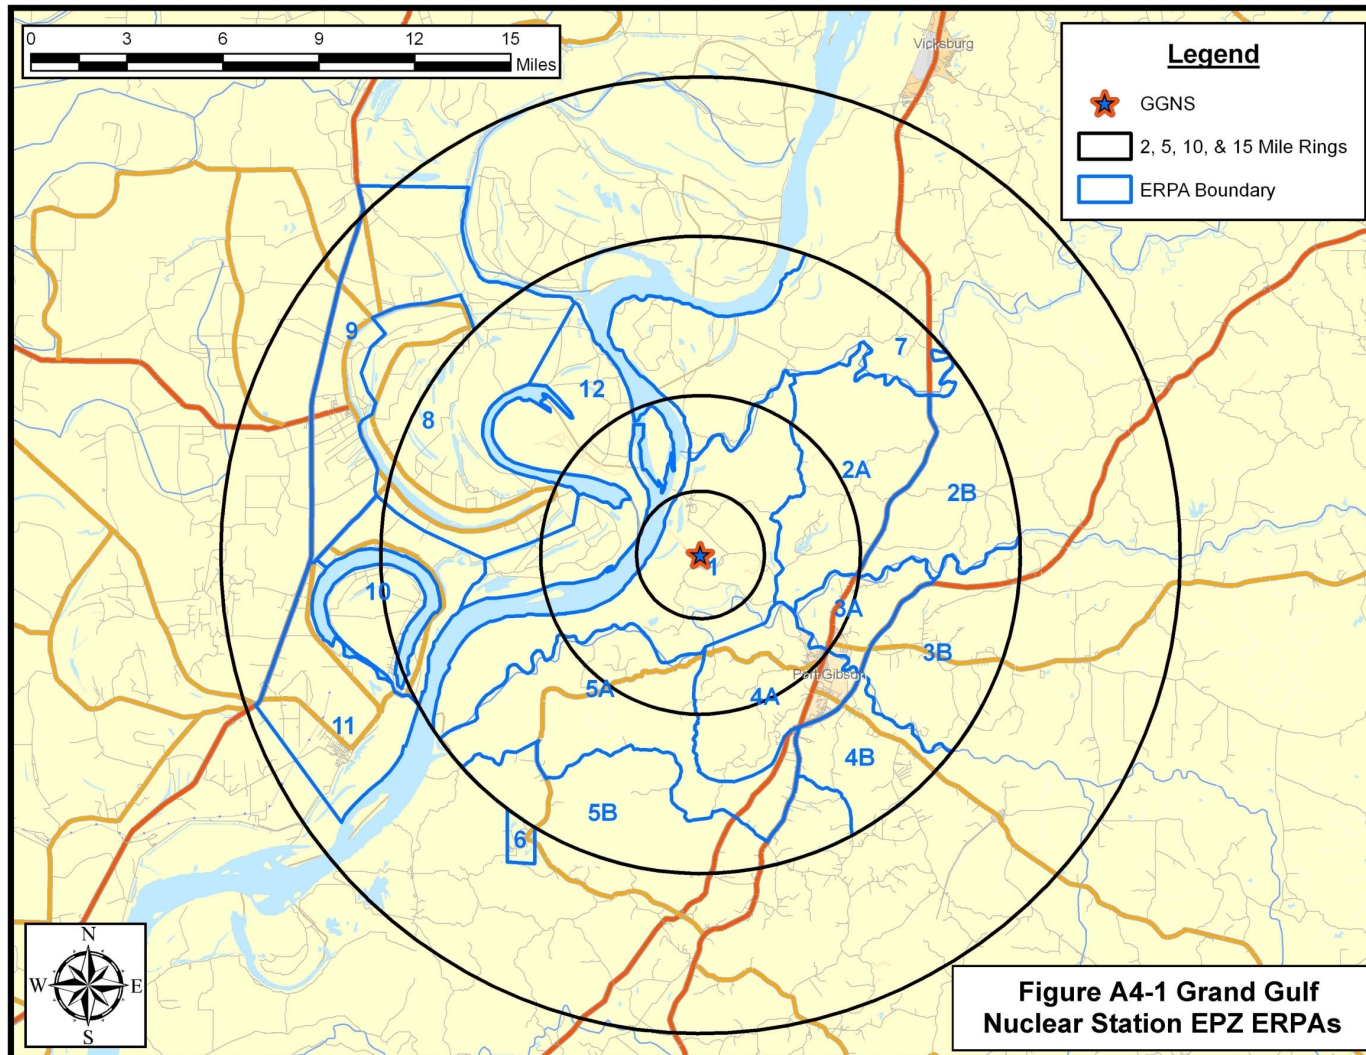 0 3 6 9 12 15
Miles
Vicksburg
Legend
GGNS
2, 5, 10, & 15 Mile Rings
ERPA Boundary
9
7
12
8
2A
2B
1
10
3A
3B
Port Gibson
5A
4A
11
4B
5B
6
N
W E
S
Figure A4-1 Grand Gulf
Nuclear Station EPZ ERPAs